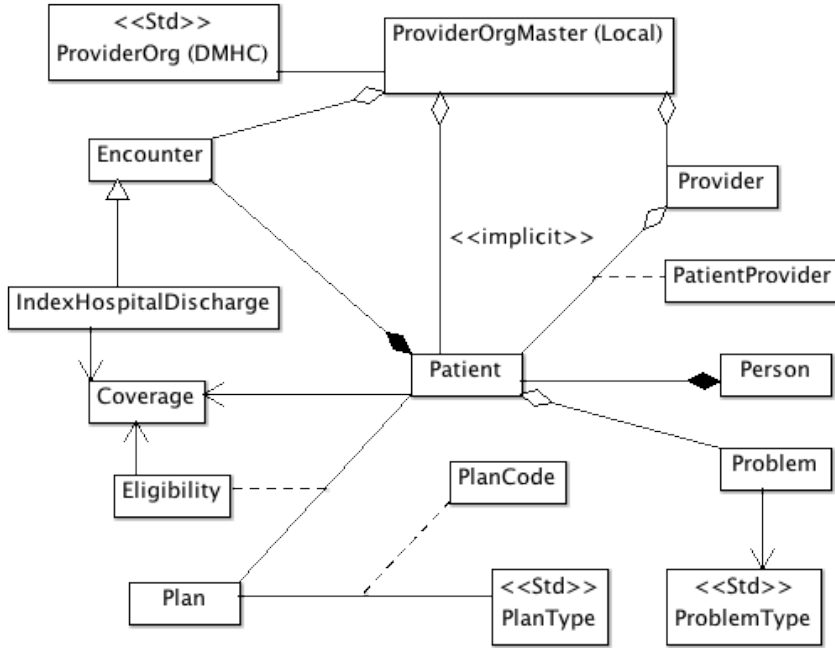 <<Std>>
ProviderOrg (DMHC)
ProviderOrgMaster (Local)
Encounter
Provider
<<implicit>>
PatientProvider
IndexHospitalDischarge
Patient
Person
Coverage
Problem
PlanCode
Eligibility
Plan
<<Std>>
PlanType
<<Std>>
ProblemType